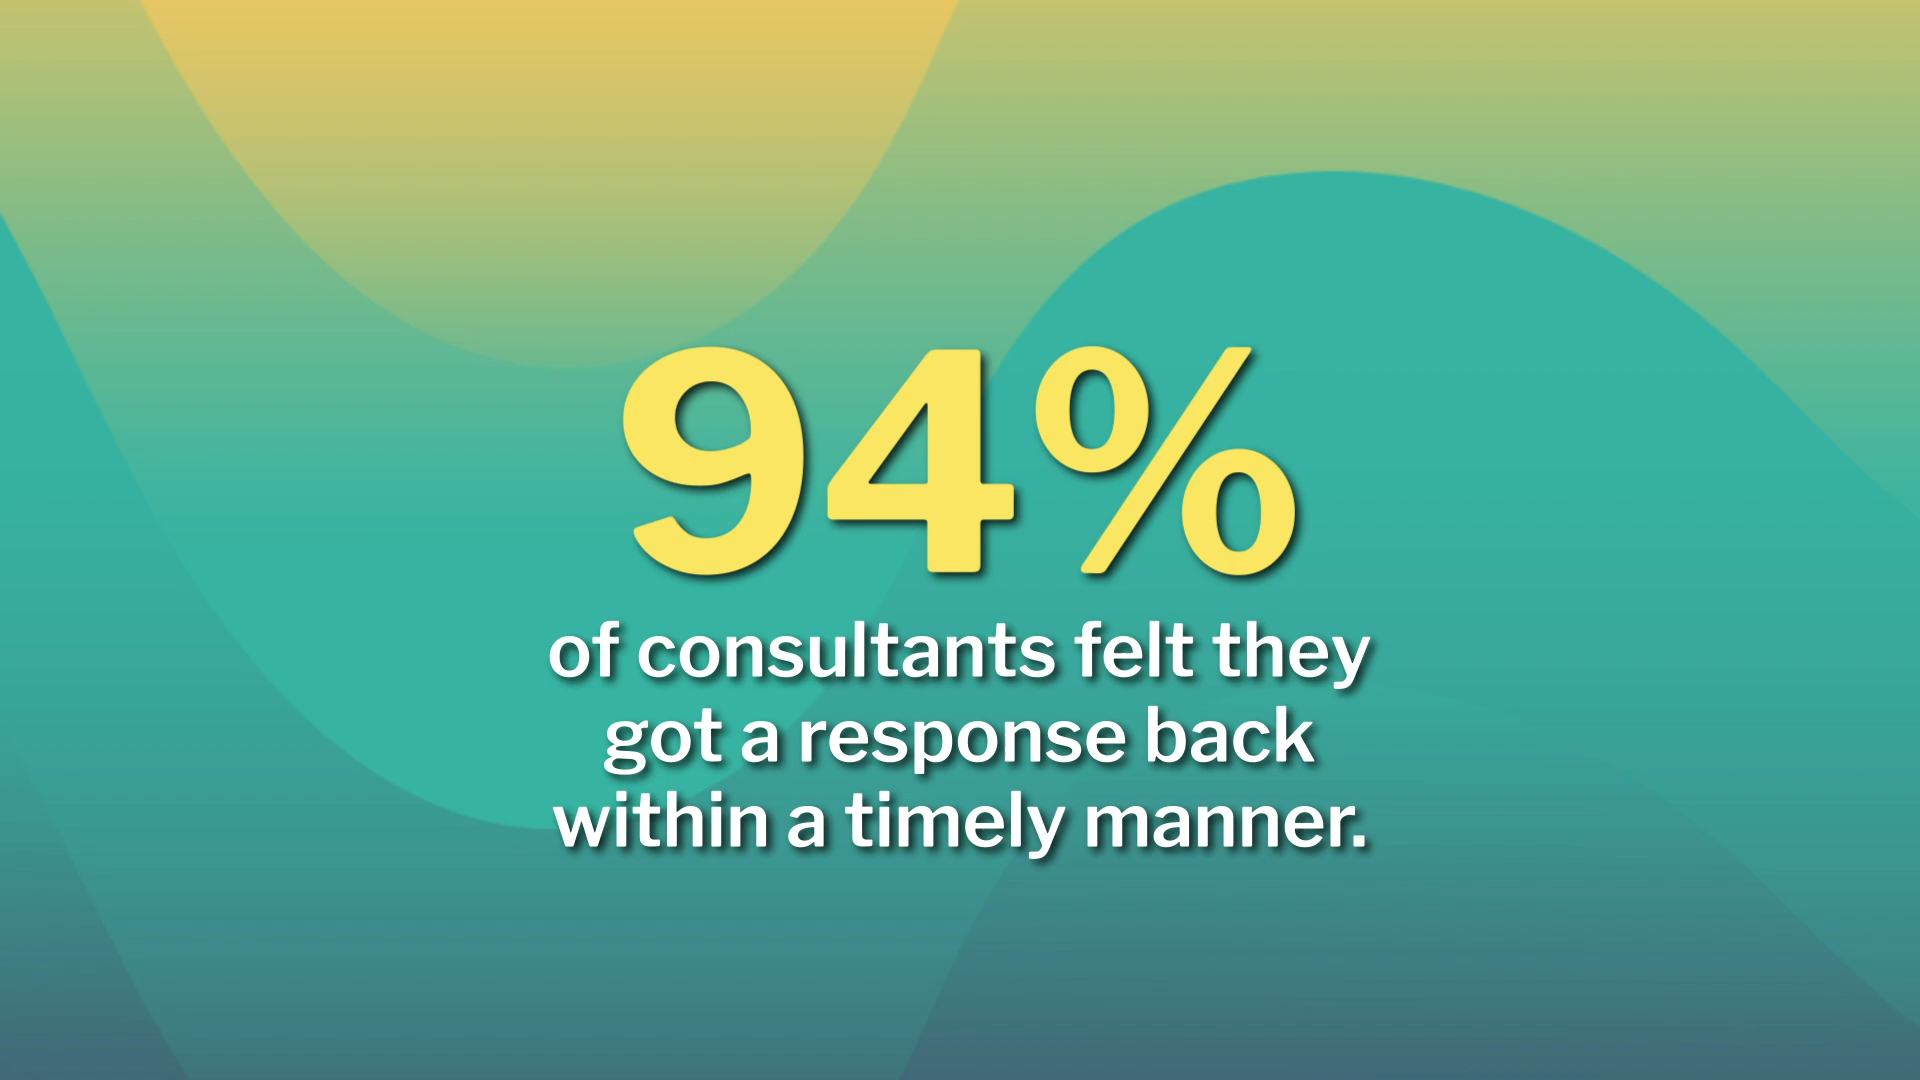 94%
of consultants felt they
got a response back
within a timely manner.